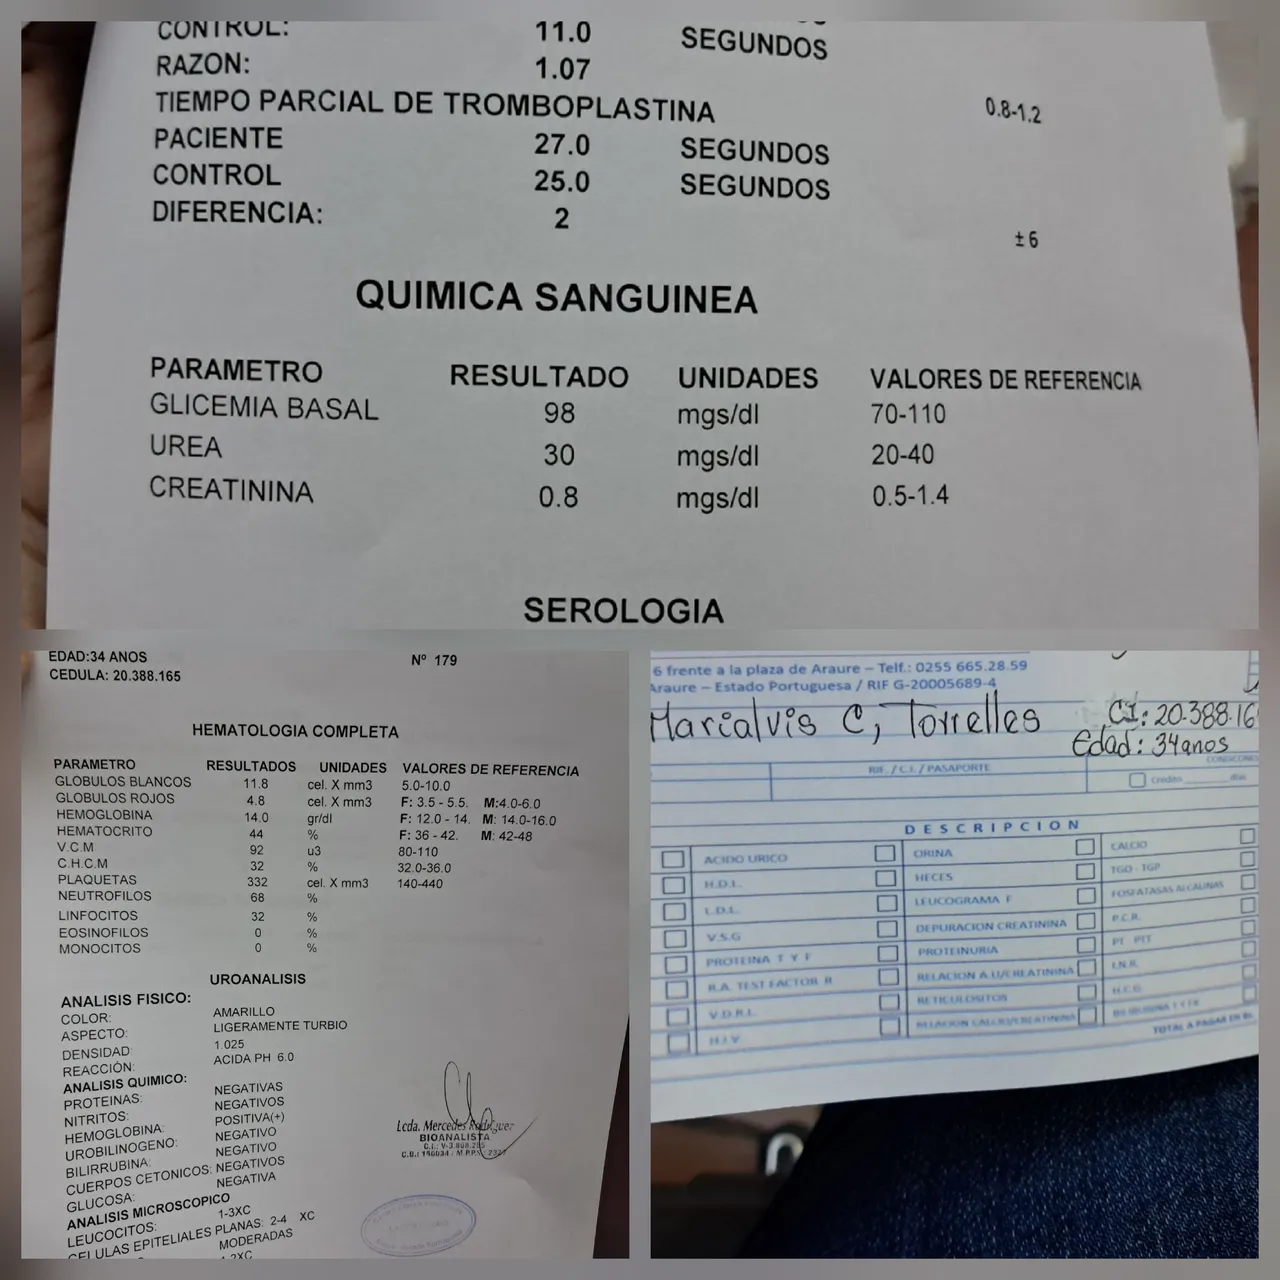 CONTROL: 11.0 SEGUNDOS
RAZON: 1.07
TIEMPO PARCIAL DE TROMBOPLASTINA 0.8-1.2
PACIENTE 27.0 SEGUNDOS
CONTROL 25.0 SEGUNDOS
DIFERENCIA: 2
± 6
QUIMICA SANGUINEA
PARAMETRO RESULTADO UNIDADES VALORES DE REFERENCIA
GLICEMIA BASAL 98 mgs/dl 70-110
UREA 30 mgs/dl 20-40
CREATININA 0.8 mgs/dl 0.5-1.4
SEROLOGIA
EDAD:34 ANOS Nº 179
CEDULA: 20.388.165
HEMATOLOGIA COMPLETA
PARAMETRO RESULTADOS UNIDADES VALORES DE REFERENCIA
GLOBULOS BLANCOS 11.8 cel. X mm3 5.0-10.0
GLOBULOS ROJOS 4.8 cel. X mm3 F: 3.5 - 5.5. M:4.0-6.0
HEMOGLOBINA 14.0 gr/dl F: 12.0 - 14. M: 14.0-16.0
HEMATOCRITO 44 % F: 36 - 42. M: 42-48
V.C.M 92 u3 80-110
C.H.C.M 32 % 32.0-36.0
PLAQUETAS 332 cel. X mm3 140-440
NEUTROFILOS 68 %
LINFOCITOS 32 %
EOSINOFILOS 0 %
MONOCITOS 0 %
UROANALISIS
ANALISIS FISICO:
COLOR: AMARILLO
ASPECTO: LIGERAMENTE TURBIO
DENSIDAD 1.025
REACCIÓN: ACIDA PH 6.0
ANALISIS QUIMICO:
PROTEINAS: NEGATIVAS
NITRITOS: NEGATIVOS
HEMOGLOBINA: POSITIVA(+)
UROBILINOGENO: NEGATIVO
BILIRRUBINA: NEGATIVO
CUERPOS CETONICOS: NEGATIVOS
GLUCOSA: NEGATIVA
ANALISIS MICROSCOPICO
LEUCOCITOS: 1-3XC
CELULAS EPITELIALES PLANAS: 2-4 XC
MODERADAS
Lcda. Mercedes Rodriguez
BIOANALISTA
6 frente a la plaza de Araure – Telf.: 0255 665.28.59
Araure – Estado Portuguesa / RIF G-20005689-4
Marialvis C, Torrelles CI: 20.388.16
Edad: 34 anos
RIF. / C.I. / PASAPORTE
Crédito días
DESCRIPCION
ACIDO URICO ORINA CALCIO
H.D.L. HECES TGO - TGP
L.D.L. LEUCOGRAMA F FOSFATASAS ALCALINAS
V.S.G DEPURACION CREATININA P.C.R.
PROTEINA T Y F PROTEINURIA PT PTT
R.A. TEST FACTOR R RELACION A.U/CREATININA I.N.R.
V.D.R.L RETICULOSITOS H.C.G
H.I.V RELACION CALCIO/CREATININA BILIRUBINA
TOTAL A PAGAR EN Bs